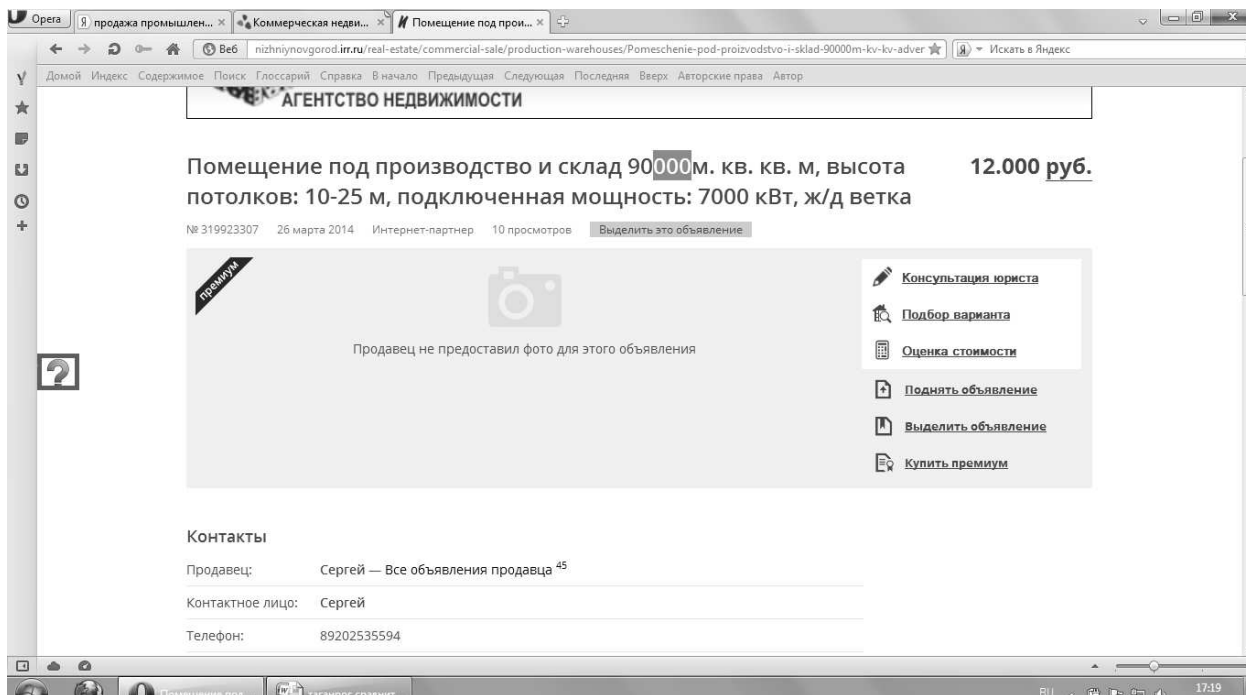 Opera
продажа промышлен...
Коммерческая недви...
Помещение под прои...
Веб
nizhniynovgorod.irr.ru/real-estate/commercial-sale/production-warehouses/Pomeschenie-pod-proizvodstvo-i-sklad-90000m-kv-kv-adver
Искать в Яндекс
Домой Индекс Содержимое Поиск Глоссарий Справка В начало Предыдущая Следующая Последняя Вверх Авторские права Автор
АГЕНТСТВО НЕДВИЖИМОСТИ
Помещение под производство и склад 90000м. кв. кв. м, высота
потолков: 10-25 м, подключенная мощность: 7000 кВт, ж/д ветка
12.000 руб.
№ 319923307 26 марта 2014 Интернет-партнер 10 просмотров Выделить это объявление
премиум
Продавец не предоставил фото для этого объявления
Консультация юриста
Подбор варианта
Оценка стоимости
Поднять объявление
Выделить объявление
Купить премиум
Контакты
Продавец: Сергей — Все объявления продавца 45
Контактное лицо: Сергей
Телефон: 89202535594
Помещение под
таганрог сравнит
RU
17:19